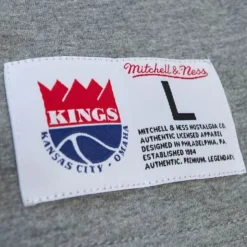 KINGS
KANSAS CITY - OMAHA
Mitchell & Ness
L
MITCHELL & NESS NOSTALGIA CO.
AUTHENTIC LICENSED APPAREL
DESIGNED IN PHILADELPHIA, PA
ESTABLISHED 1904
AUTHENTIC. PREMIUM. LEGENDARY.